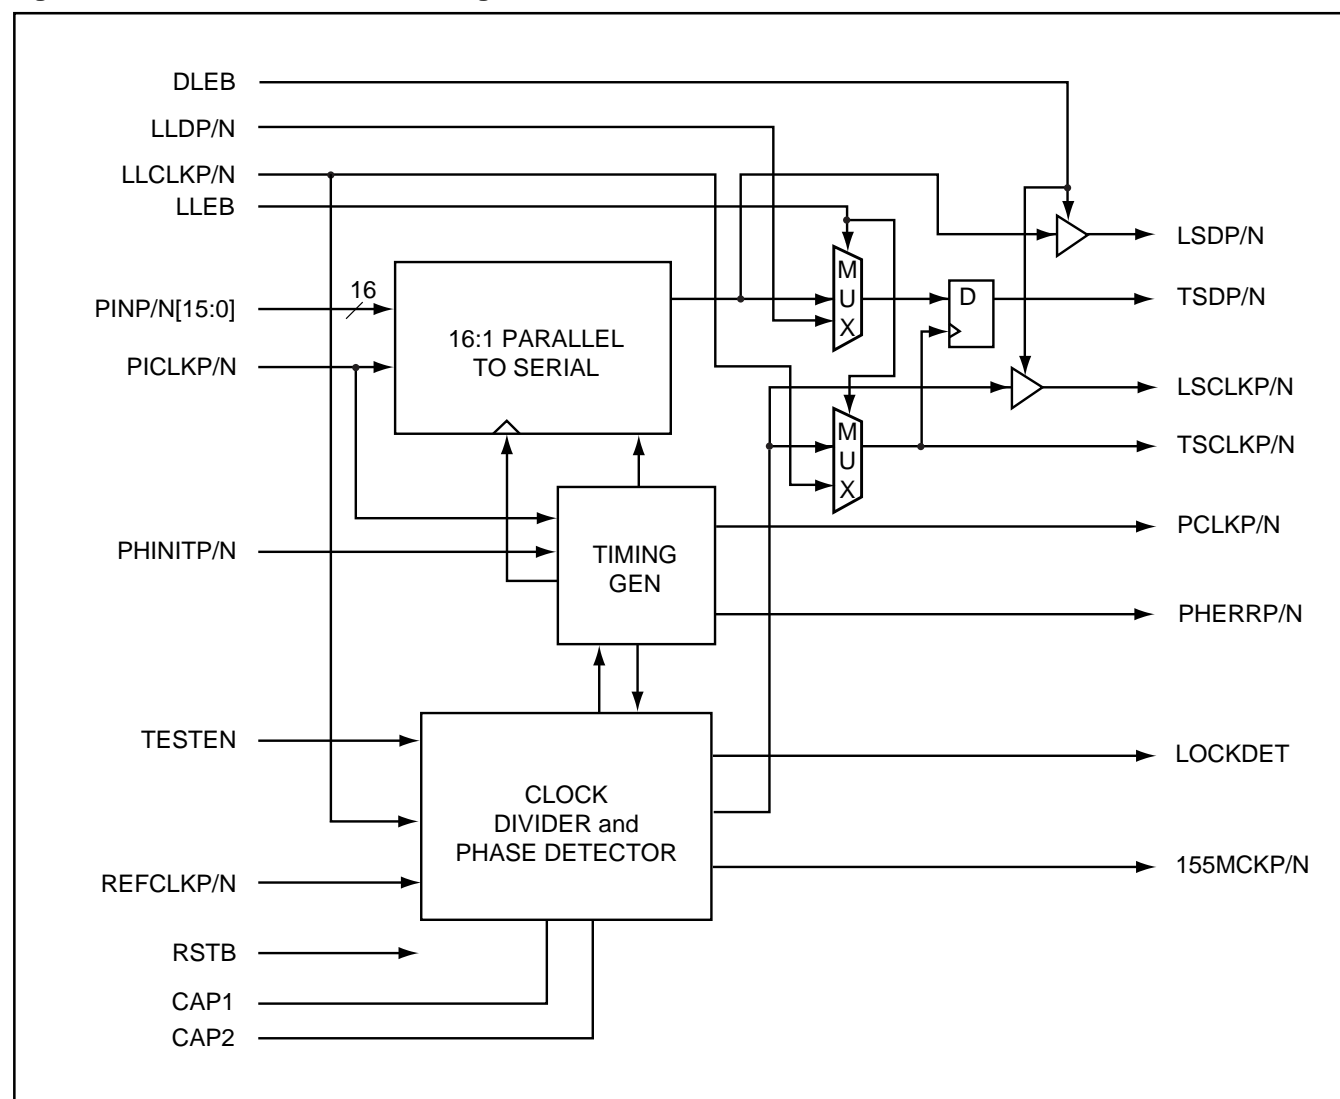 DLEB
LLDP/N
LLCLKP/N
LLEB
PINP/N[15:0]
16
PICLKP/N
PHINITP/N
TESTEN
REFCLKP/N
RSTB
CAP1
CAP2
16:1 PARALLEL
TO SERIAL
TIMING
GEN
CLOCK
DIVIDER and
PHASE DETECTOR
M
U
X
M
U
X
D
LSDP/N
TSDP/N
LSCLKP/N
TSCLKP/N
PCLKP/N
PHERRP/N
LOCKDET
155MCKP/N